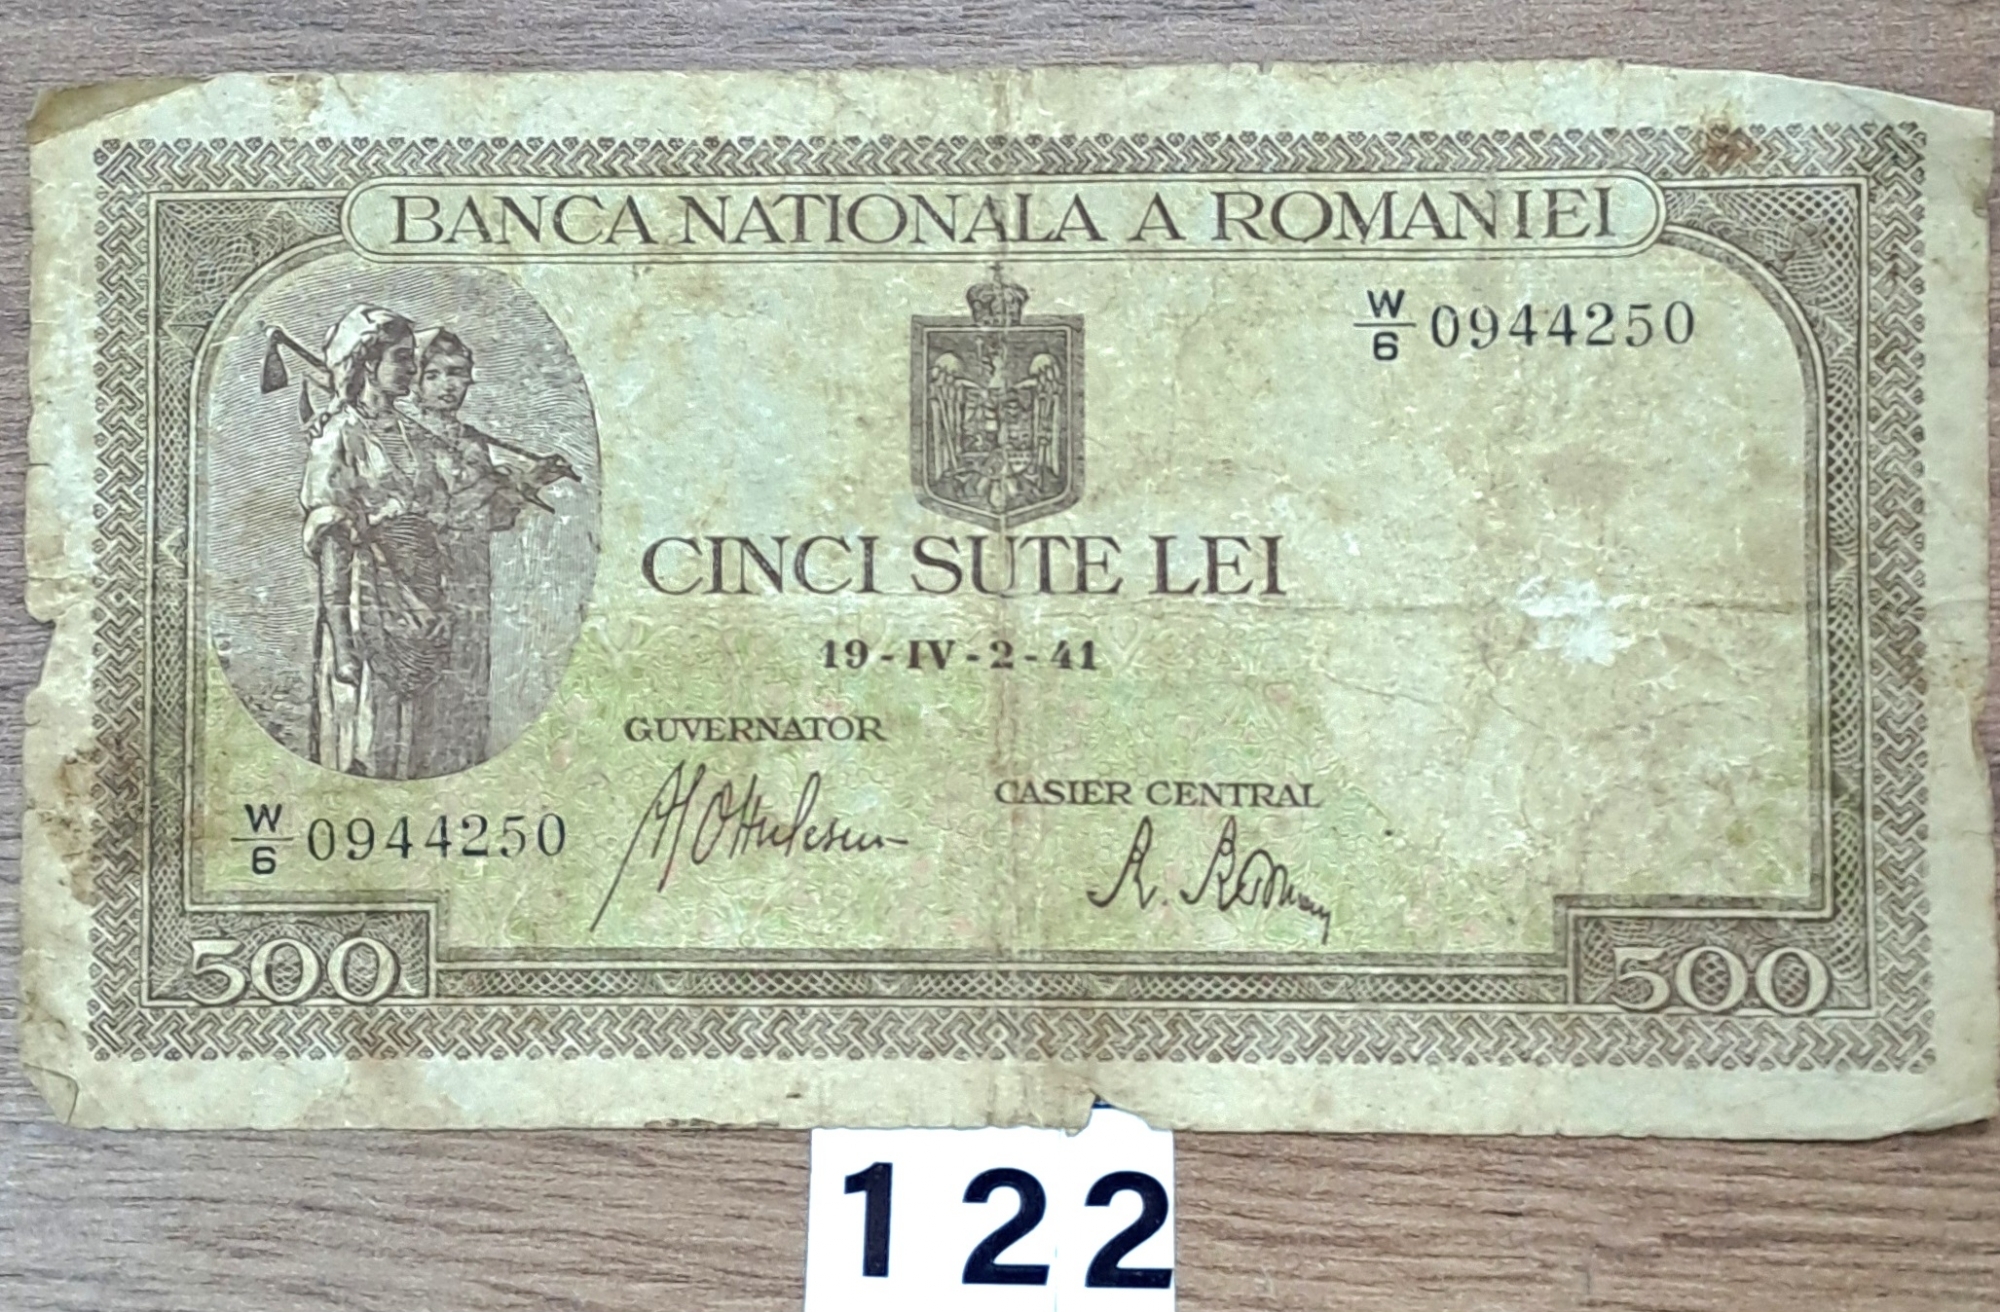 BANCA NATIONALA A ROMANIEI
W/6 0944250
CINCI SUTE LEI
19-IV-2-41
GUVERNATOR
CASIER CENTRAL
W/6 0944250
500
500
122